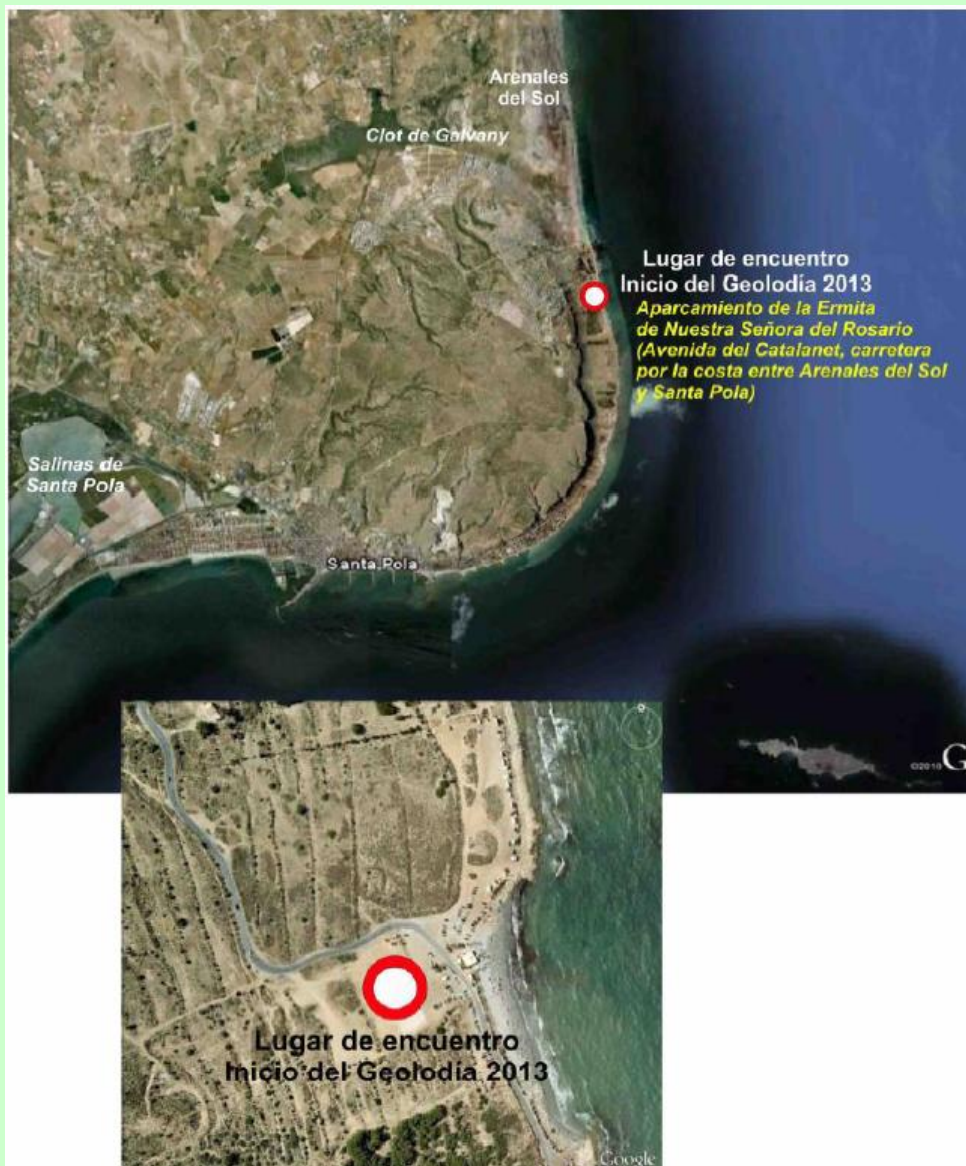 Arenales
del Sol
Clot de Galvany
Lugar de encuentro
Inicio del Geolodía 2013
Aparcamiento de la Ermita
de Nuestra Señora del Rosario
(Avenida del Catalanet, carretera
por la costa entre Arenales del Sol
y Santa Pola)
Salinas de
Santa Pola
Santa Pola
©2010 G
Lugar de encuentro
Inicio del Geolodía 2013
Google